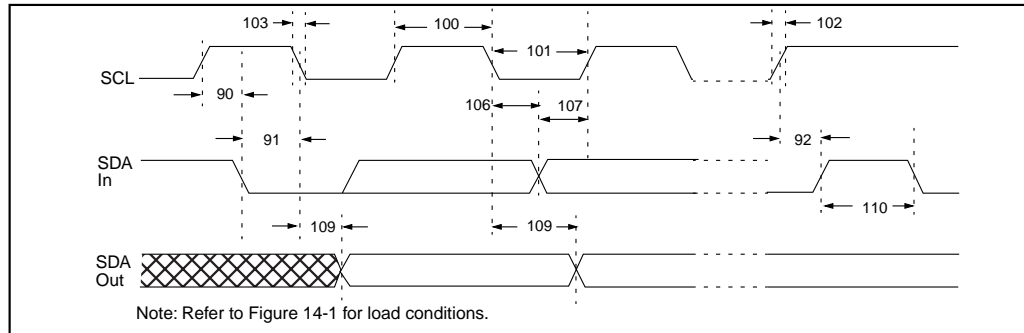 103
100
102
101
SCL
90
106
107
91
92
SDA
In
110
109
109
SDA
Out
Note: Refer to Figure 14-1 for load conditions.